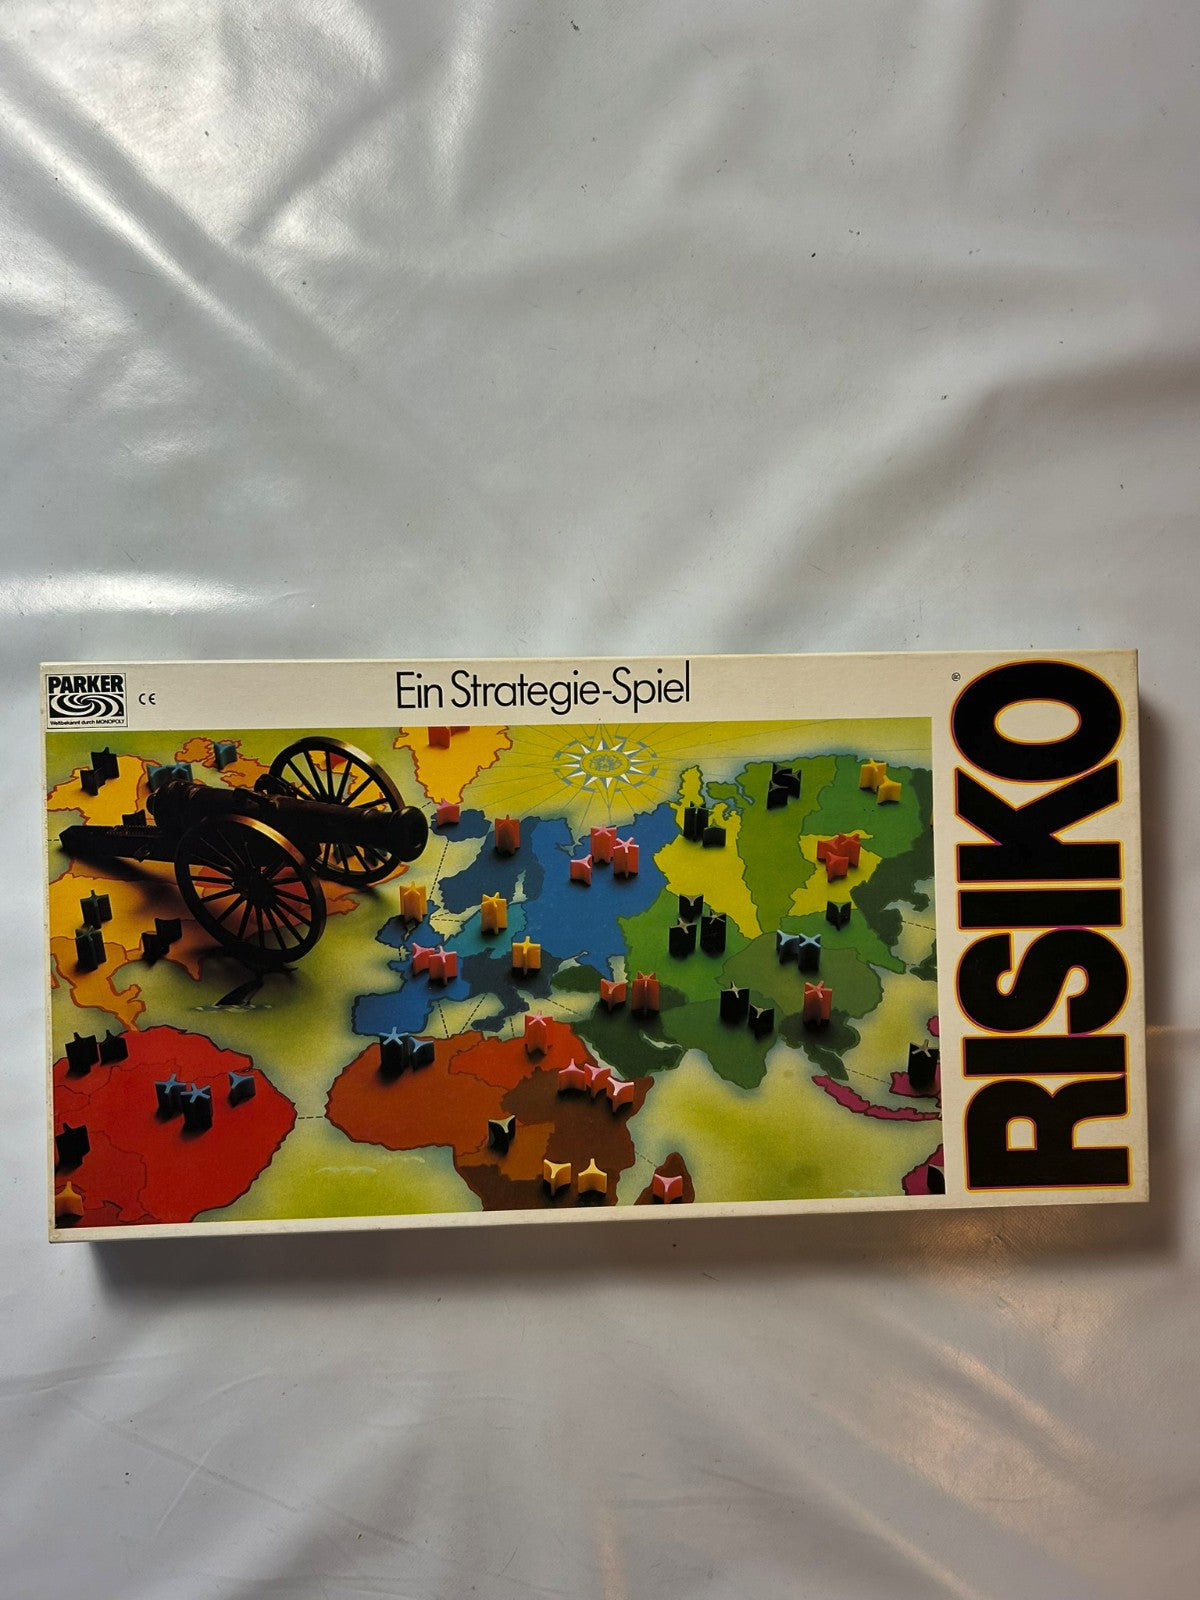 PARKER
Weltbekannt durch MONOPOLY
CE
Ein Strategie-Spiel
RISIKO®